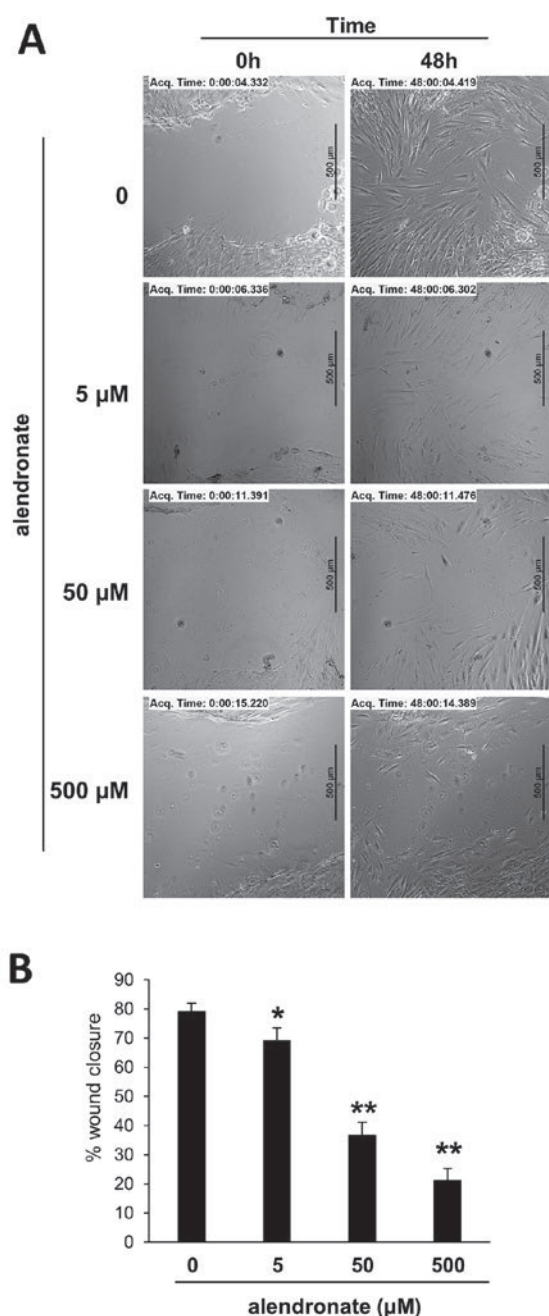 A
Time
0h
48h
alendronate
0
Acq. Time: 0:00:04.332
500 µm
Acq. Time: 48:00:04.419
500 µm
5 µM
Acq. Time: 0:00:06.336
500 µm
Acq. Time: 48:00:06.302
500 µm
50 µM
Acq. Time: 0:00:11.391
500 µm
Acq. Time: 48:00:11.476
500 µm
500 µM
Acq. Time: 0:00:15.220
500 µm
Acq. Time: 48:00:14.389
500 µm
B
% wound closure
90
80
70
60
50
40
30
20
10
0
*
**
**
0 5 50 500
alendronate (µM)